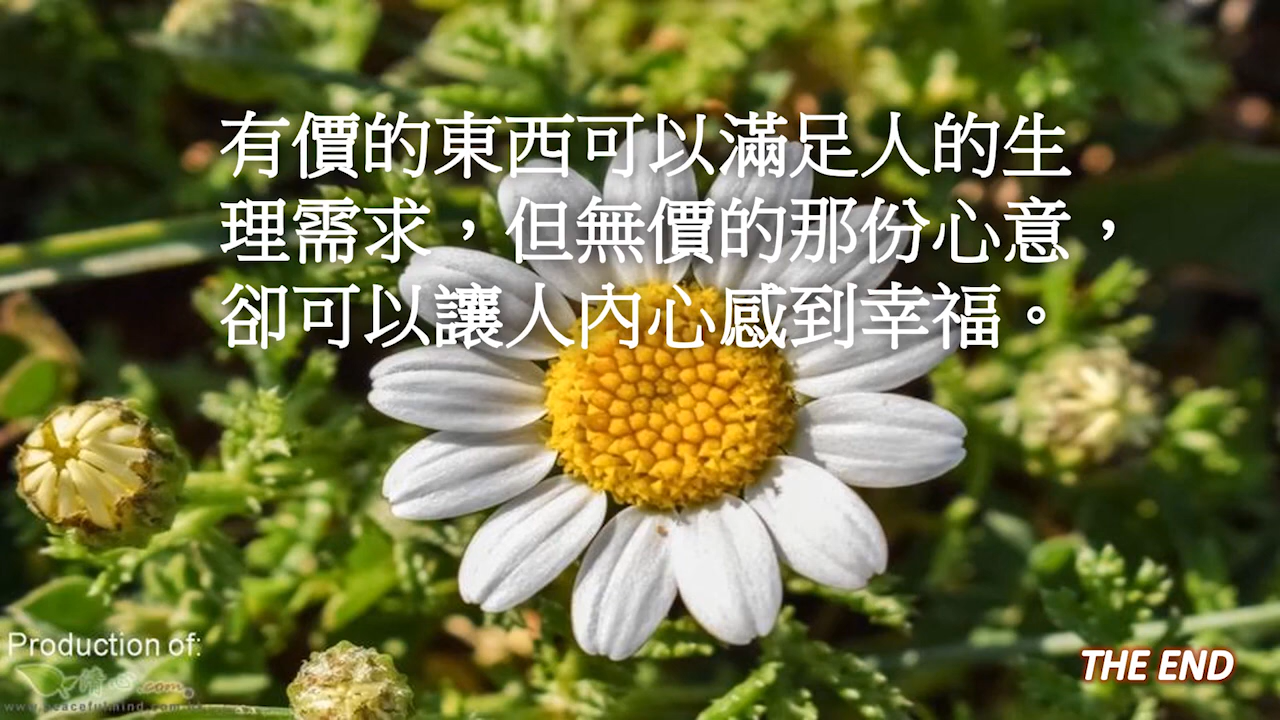 有價的東西可以滿足人的生
理需求，但無價的那份心意，
卻可以讓人內心感到幸福。
Production of:
THE END